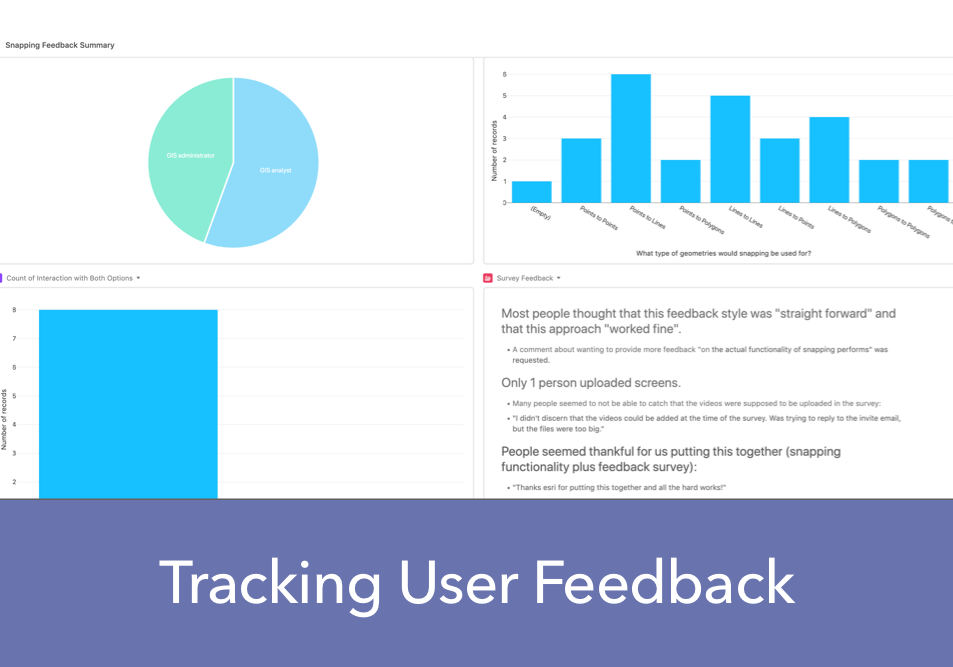 Snapping Feedback Summary
GIS administrator
GIS analyst
Number of records
6
5
4
3
2
1
0
(Empty)
Points to Points
Points to Lines
Points to Polygons
Lines to Lines
Lines to Points
Lines to Polygons
Polygons to Polygons
Polygons t
What type of geometries would snapping be used for?
Count of Interaction with Both Options
Number of records
8
7
6
5
4
3
2
Survey Feedback
Most people thought that this feedback style was "straight forward" and
that this approach "worked fine".
• A comment about wanting to provide more feedback "on the actual functionality of snapping performs" was
requested.
Only 1 person uploaded screens.
• Many people seemed to not be able to catch that the videos were supposed to be uploaded in the survey:
• "I didn't discern that the videos could be added at the time of the survey. Was trying to reply to the invite email,
but the files were too big."
People seemed thankful for us putting this together (snapping
functionality plus feedback survey):
• "Thanks esri for putting this together and all the hard works!"
Tracking User Feedback